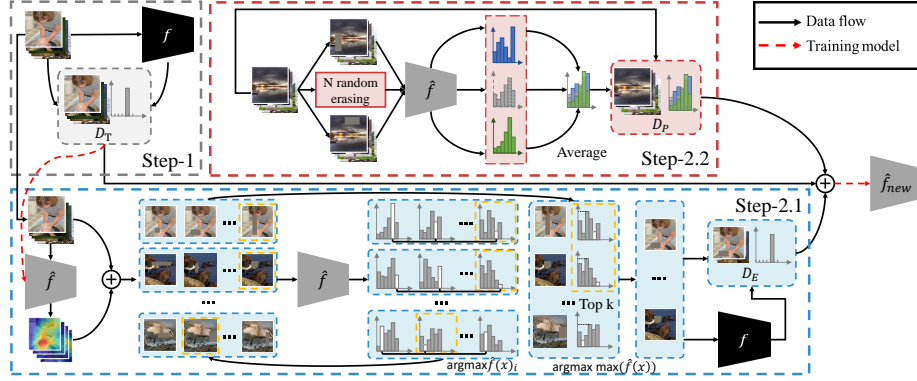 f
D_T
Step-1
N random
erasing
f̂
Average
D_P
Step-2.2
Data flow
Training model
f̂_new
Step-2.1
f̂
f̂
Top k
D_E
f
argmaxf̂(x)_i
argmax max(f̂(x))